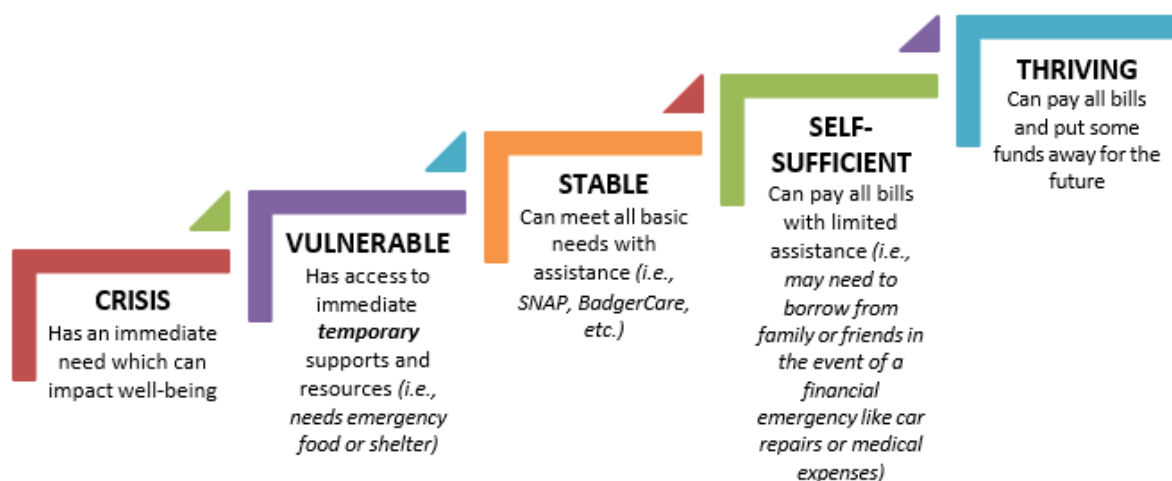 CRISIS
Has an immediate
need which can
impact well-being
VULNERABLE
Has access to
immediate
temporary
supports and
resources (i.e.,
needs emergency
food or shelter)
STABLE
Can meet all basic
needs with
assistance (i.e.,
SNAP, BadgerCare,
etc.)
SELF-
SUFFICIENT
Can pay all bills
with limited
assistance (i.e.,
may need to
borrow from
family or friends in
the event of a
financial
emergency like car
repairs or medical
expenses)
THRIVING
Can pay all bills
and put some
funds away for the
future